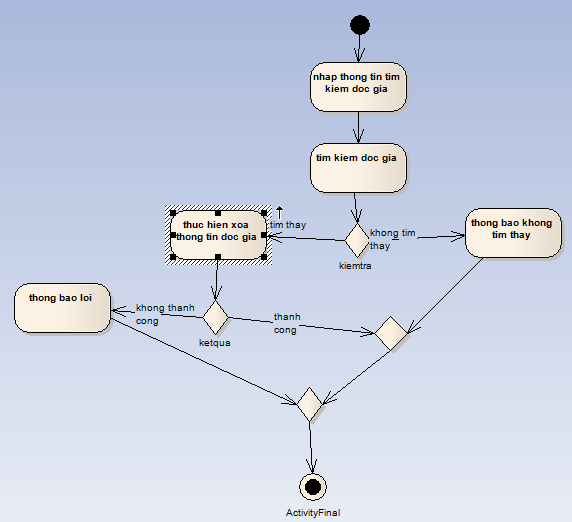 nhap thong tin tim
kiem doc gia
tim kiem doc gia
thuc hien xoa
thong tin doc gia
tim thay
khong tim
thay
thong bao khong
tim thay
kiemtra
thong bao loi
khong thanh
cong
thanh
cong
ketqua
ActivityFinal